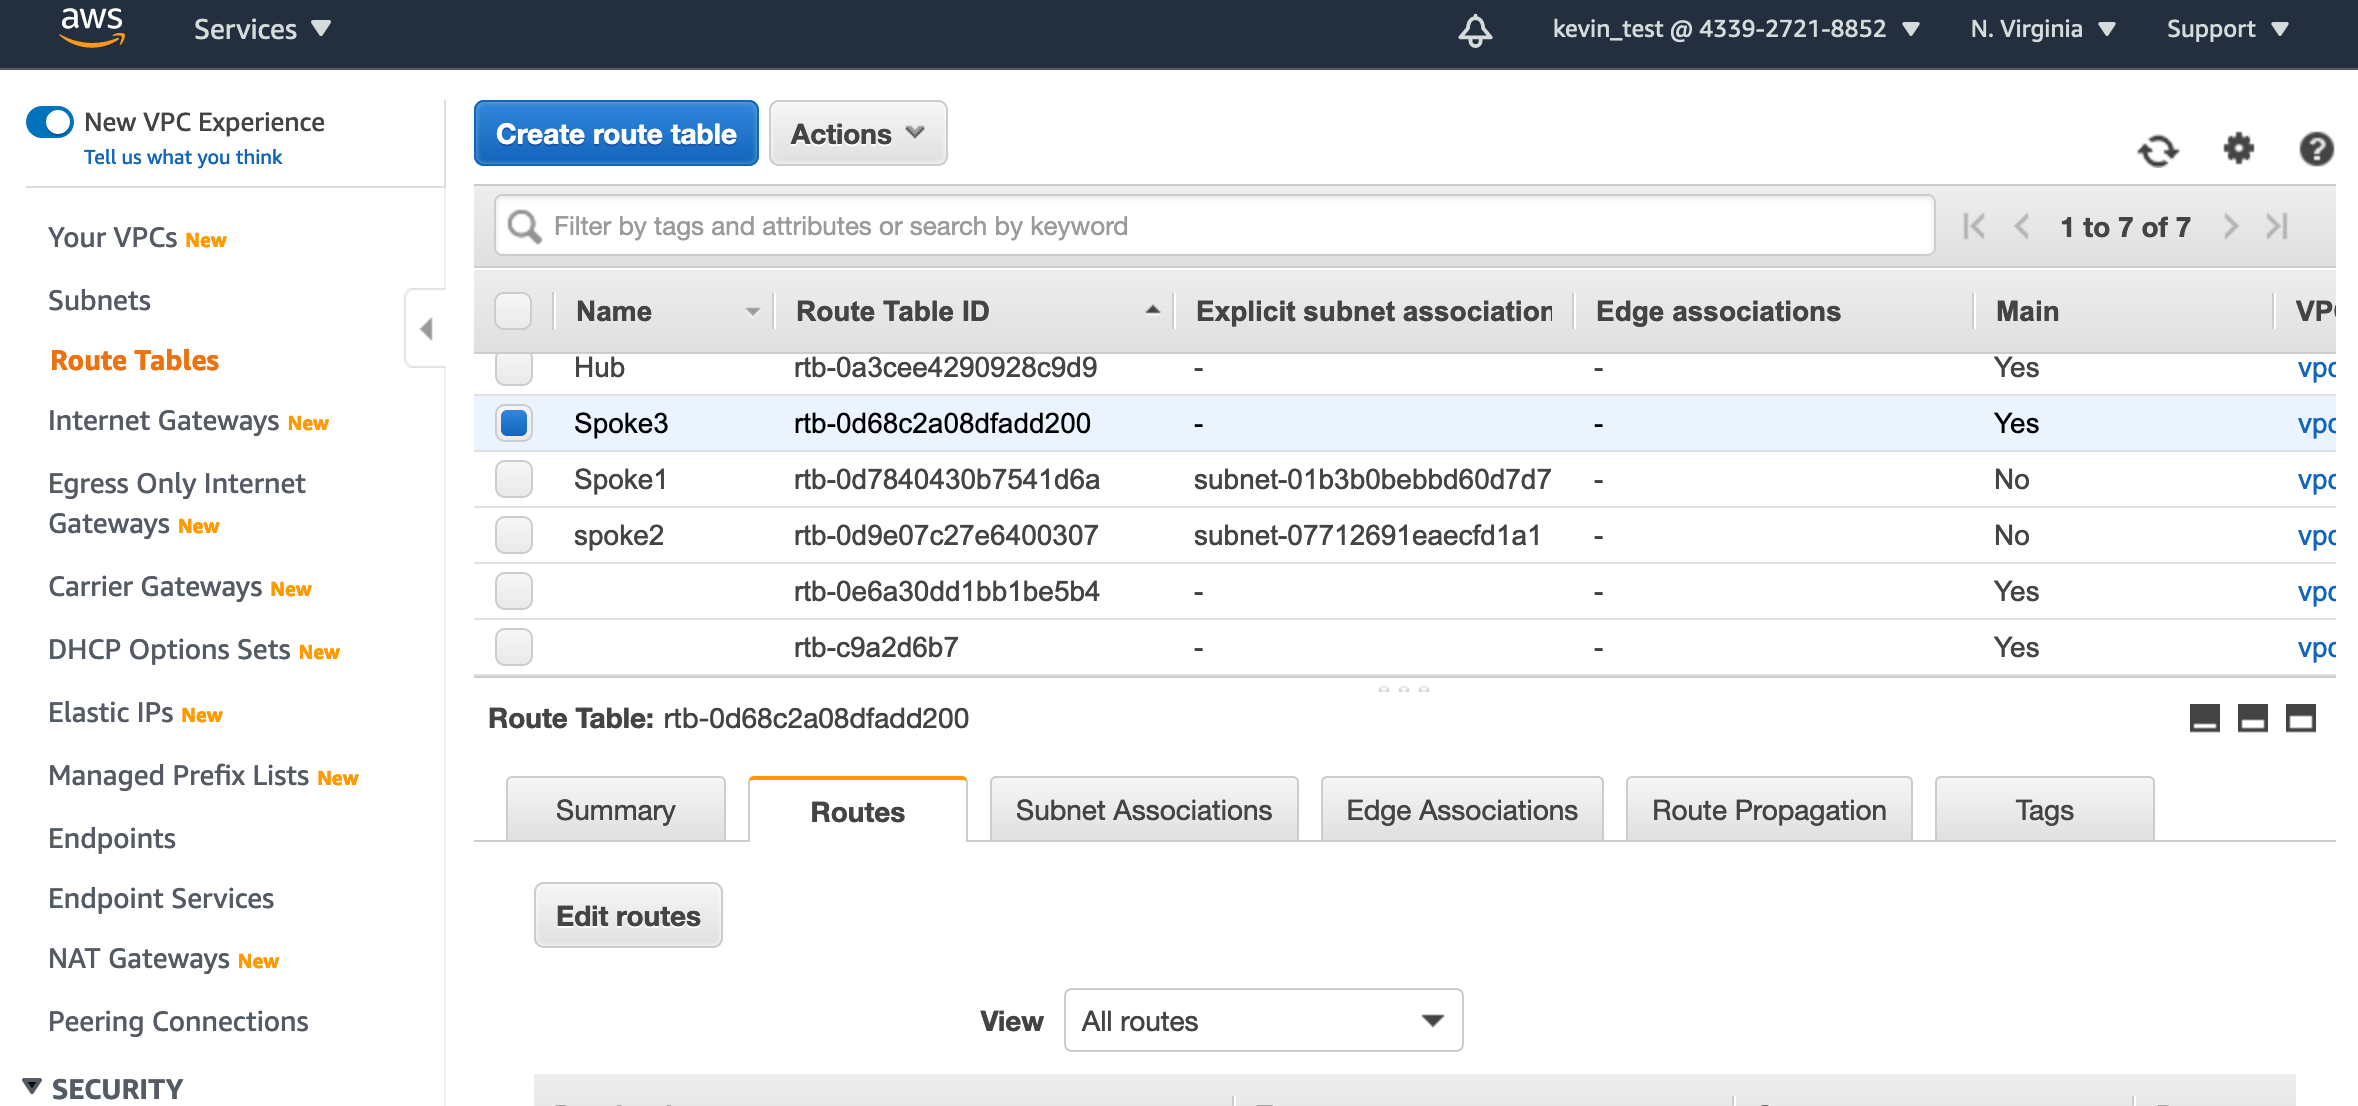 aws
Services
kevin_test @ 4339-2721-8852
N. Virginia
Support
New VPC Experience
Tell us what you think
Your VPCs New
Subnets
Route Tables
Internet Gateways New
Egress Only Internet
Gateways New
Carrier Gateways New
DHCP Options Sets New
Elastic IPs New
Managed Prefix Lists New
Endpoints
Endpoint Services
NAT Gateways New
Peering Connections
SECURITY
Create route table
Actions
Filter by tags and attributes or search by keyword
1 to 7 of 7
Name Route Table ID Explicit subnet association Edge associations Main VP
Hub rtb-0a3cee4290928c9d9 - - Yes vpc
Spoke3 rtb-0d68c2a08dfadd200 - - Yes vpc
Spoke1 rtb-0d7840430b7541d6a subnet-01b3b0bebbd60d7d7 - No vpc
spoke2 rtb-0d9e07c27e6400307 subnet-07712691eaecfd1a1 - No vpc
rtb-0e6a30dd1bb1be5b4 - - Yes vpc
rtb-c9a2d6b7 - - Yes vpc
Route Table: rtb-0d68c2a08dfadd200
Summary Routes Subnet Associations Edge Associations Route Propagation Tags
Edit routes
View All routes